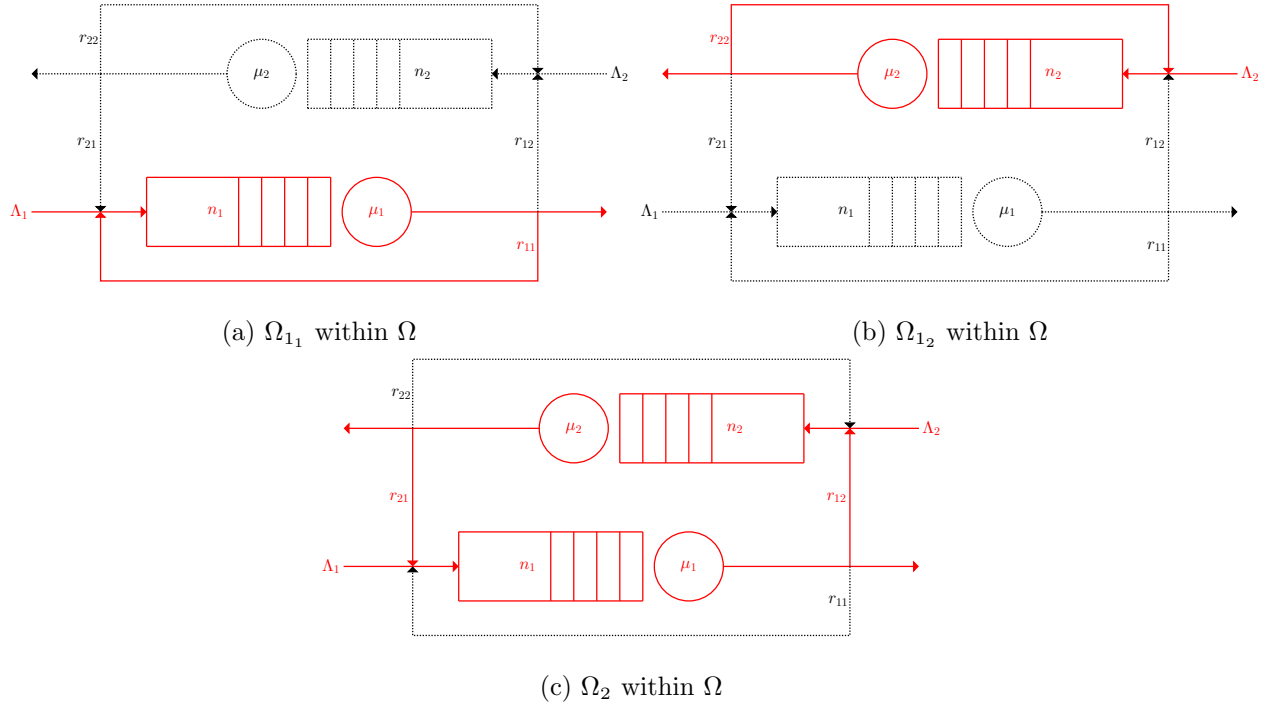 r₂₂
μ₂
n₂
Λ₂
r₂₁
r₁₂
Λ₁
n₁
μ₁
r₁₁
(a) Ω₁₁ within Ω
r₂₂
μ₂
n₂
Λ₂
r₂₁
r₁₂
Λ₁
n₁
μ₁
r₁₁
(b) Ω₁₂ within Ω
r₂₂
μ₂
n₂
Λ₂
r₂₁
r₁₂
Λ₁
n₁
μ₁
r₁₁
(c) Ω₂ within Ω